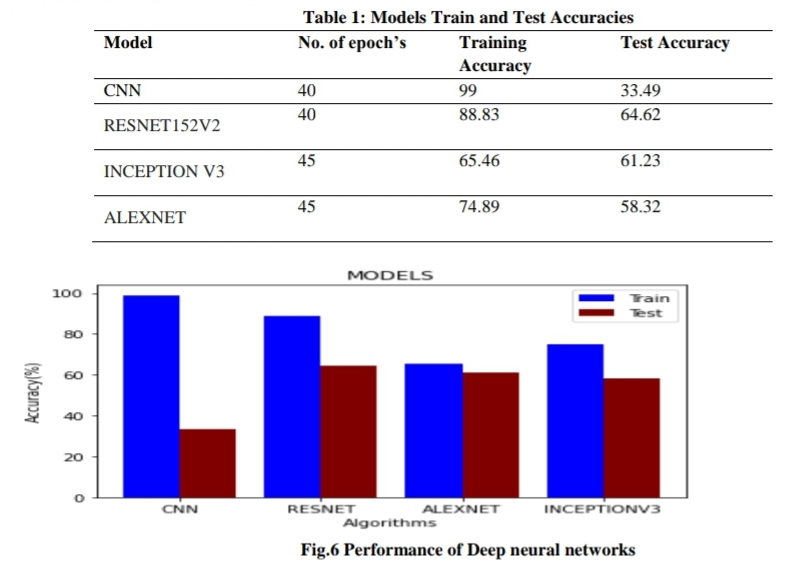 Table 1: Models Train and Test Accuracies
Model No. of epoch's Training Accuracy Test Accuracy
CNN 40 99 33.49
RESNET152V2 40 88.83 64.62
INCEPTION V3 45 65.46 61.23
ALEXNET 45 74.89 58.32
MODELS
Train
Test
100
80
60
40
20
0
Accuracy(%)
CNN RESNET ALEXNET INCEPTIONV3
Algorithms
Fig.6 Performance of Deep neural networks